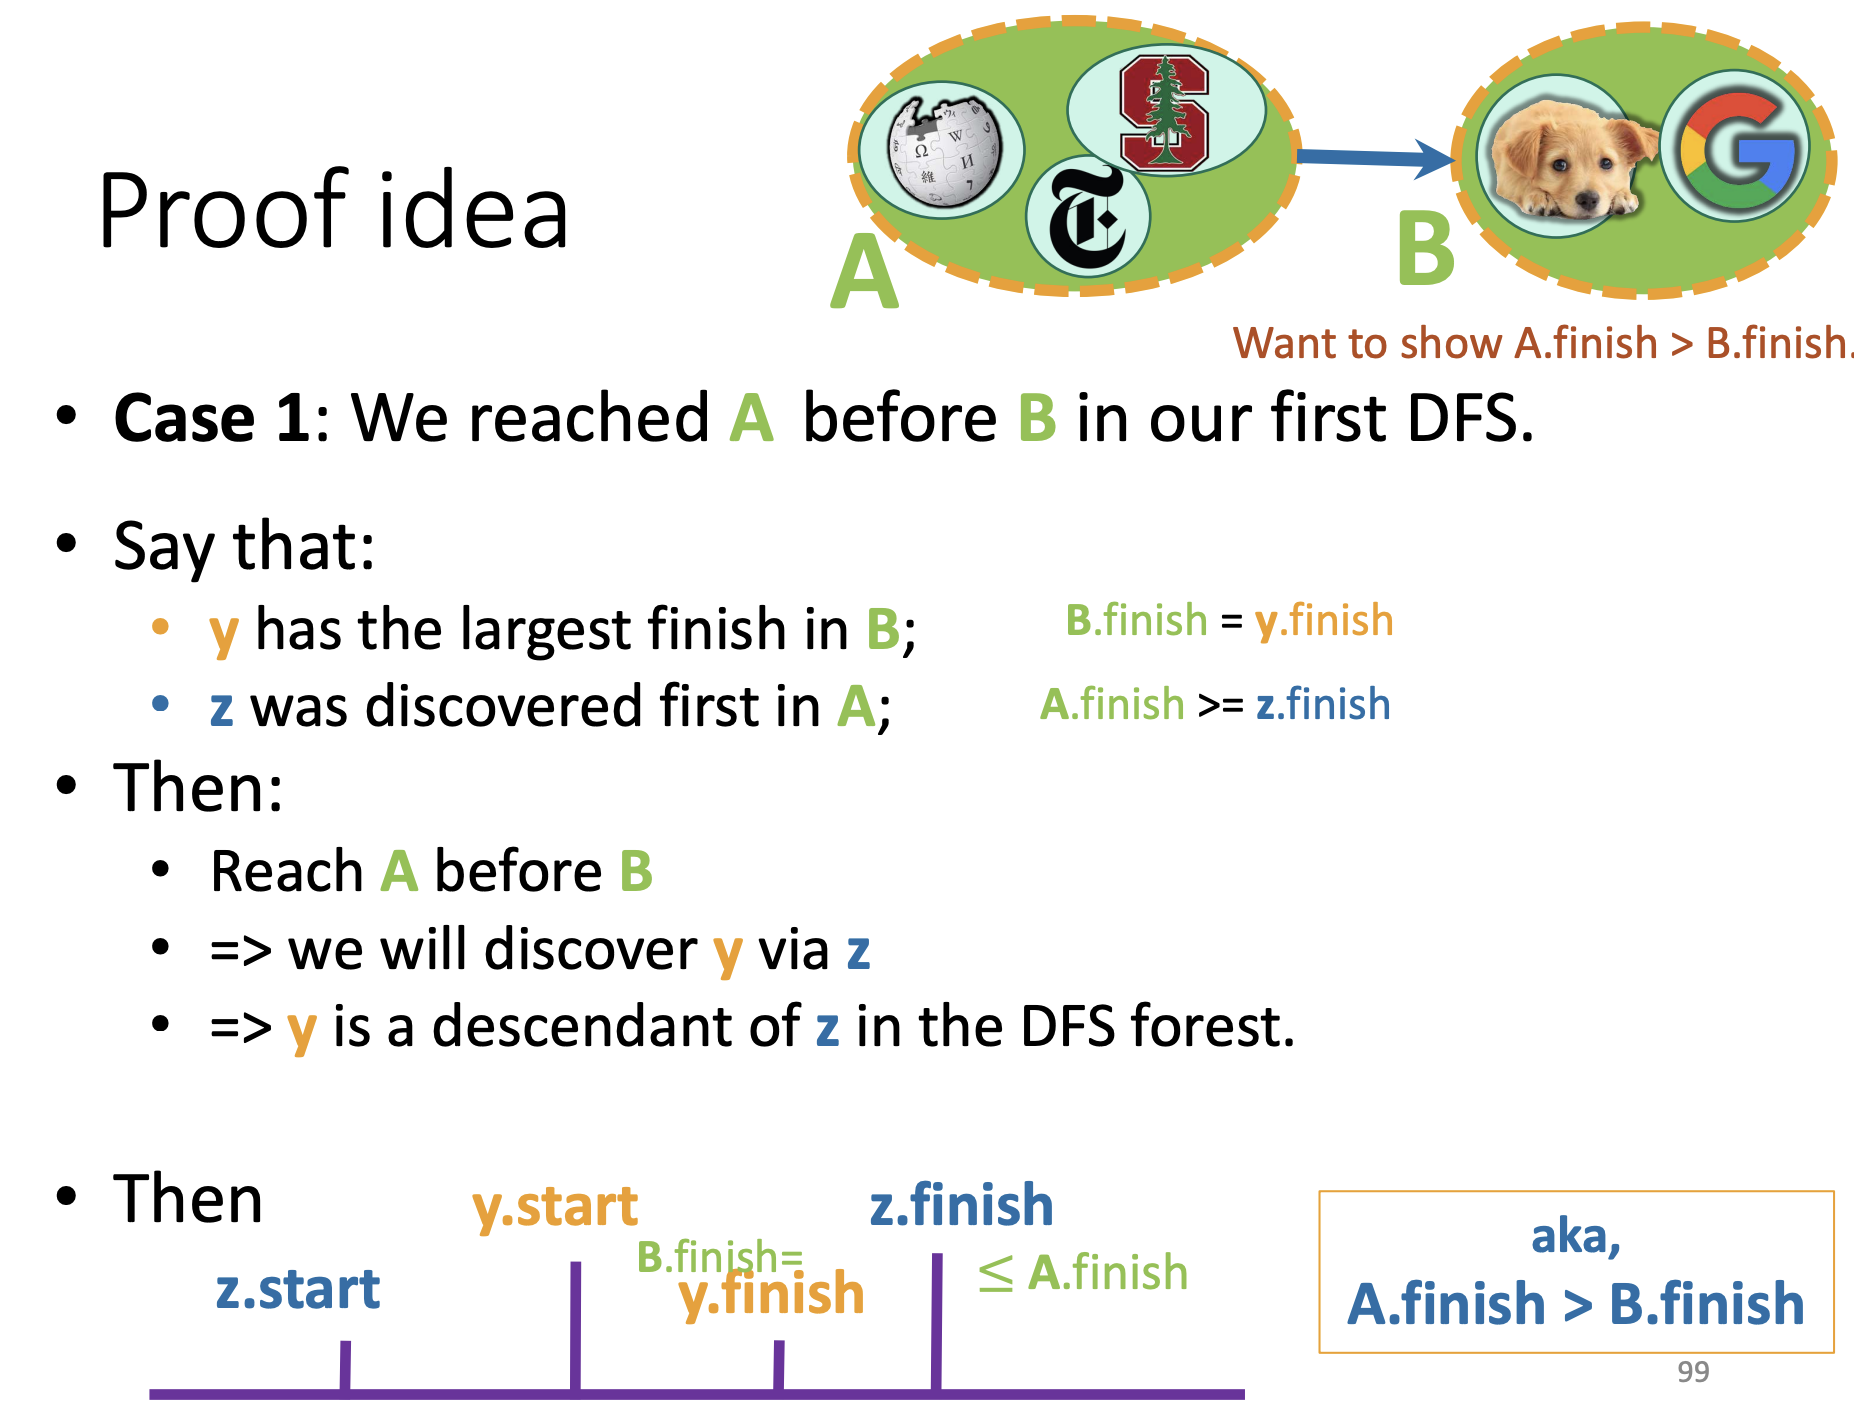 Proof idea
A
B
Want to show A.finish > B.finish.
• Case 1: We reached A before B in our first DFS.
• Say that:
• y has the largest finish in B;
B.finish = y.finish
• z was discovered first in A;
A.finish >= z.finish
• Then:
• Reach A before B
• => we will discover y via z
• => y is a descendant of z in the DFS forest.
• Then
z.start
y.start
B.finish=
y.finish
z.finish
≤ A.finish
aka,
A.finish > B.finish
99